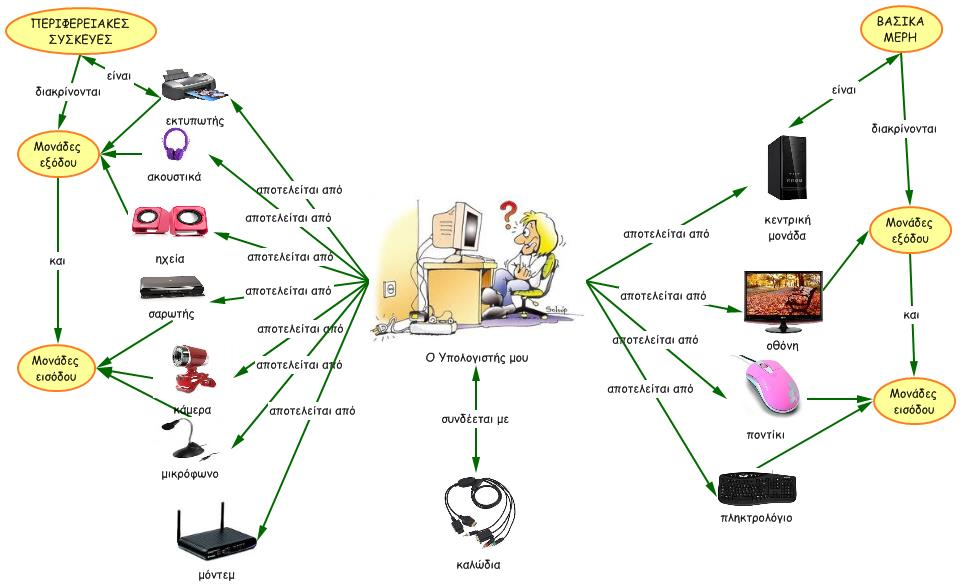 ΠΕΡΙΦΕΡΕΙΑΚΕΣ
ΣΥΣΚΕΥΕΣ
είναι
διακρίνονται
εκτυπωτής
Μονάδες
εξόδου
ακουστικά
ηχεία
και
σαρωτής
Μονάδες
εισόδου
κάμερα
μικρόφωνο
μόντεμ
αποτελείται από
αποτελείται από
αποτελείται από
αποτελείται από
αποτελείται από
αποτελείται από
αποτελείται από
?
Ο Υπολογιστής μου
συνδέεται με
καλώδια
ΒΑΣΙΚΑ
ΜΕΡΗ
είναι
διακρίνονται
κεντρική
μονάδα
αποτελείται από
Μονάδες
εξόδου
αποτελείται από
οθόνη
και
αποτελείται από
αποτελείται από
Μονάδες
εισόδου
ποντίκι
πληκτρολόγιο